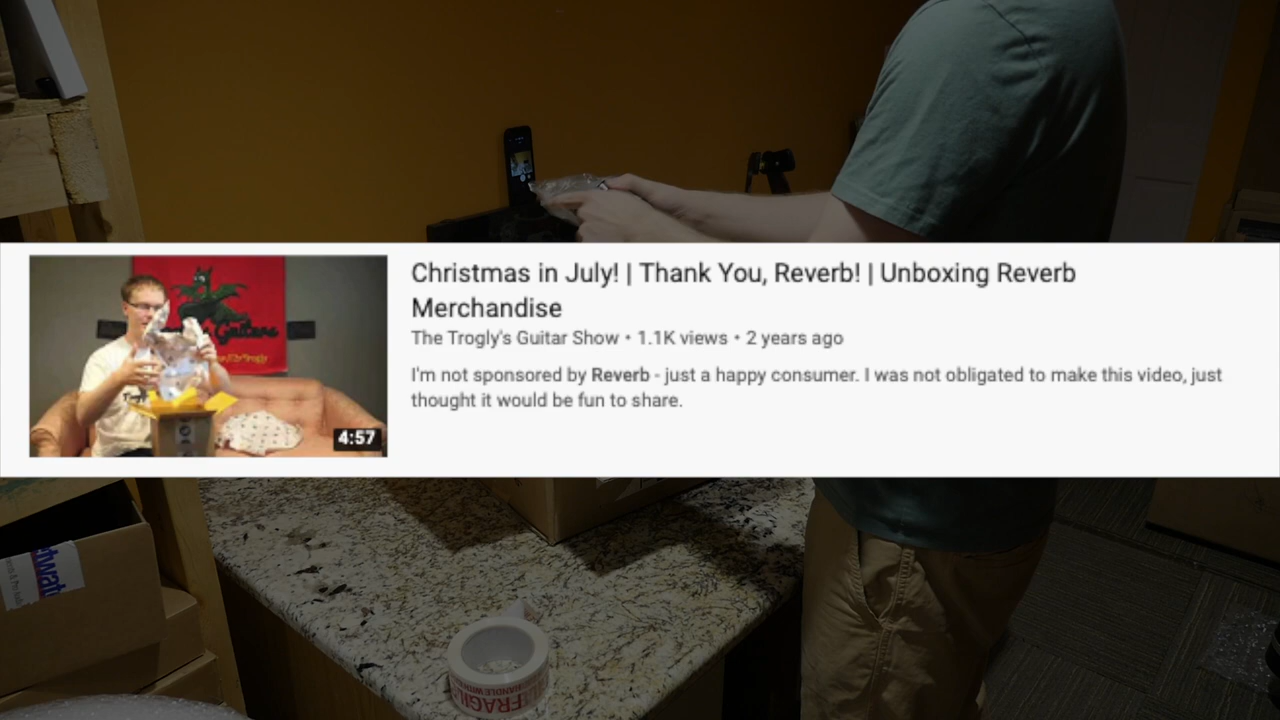 Christmas in July! | Thank You, Reverb! | Unboxing Reverb
Merchandise
The Trogly's Guitar Show • 1.1K views • 2 years ago
I'm not sponsored by Reverb - just a happy consumer. I was not obligated to make this video, just
thought it would be fun to share.
4:57
Guitars
FRAGILE